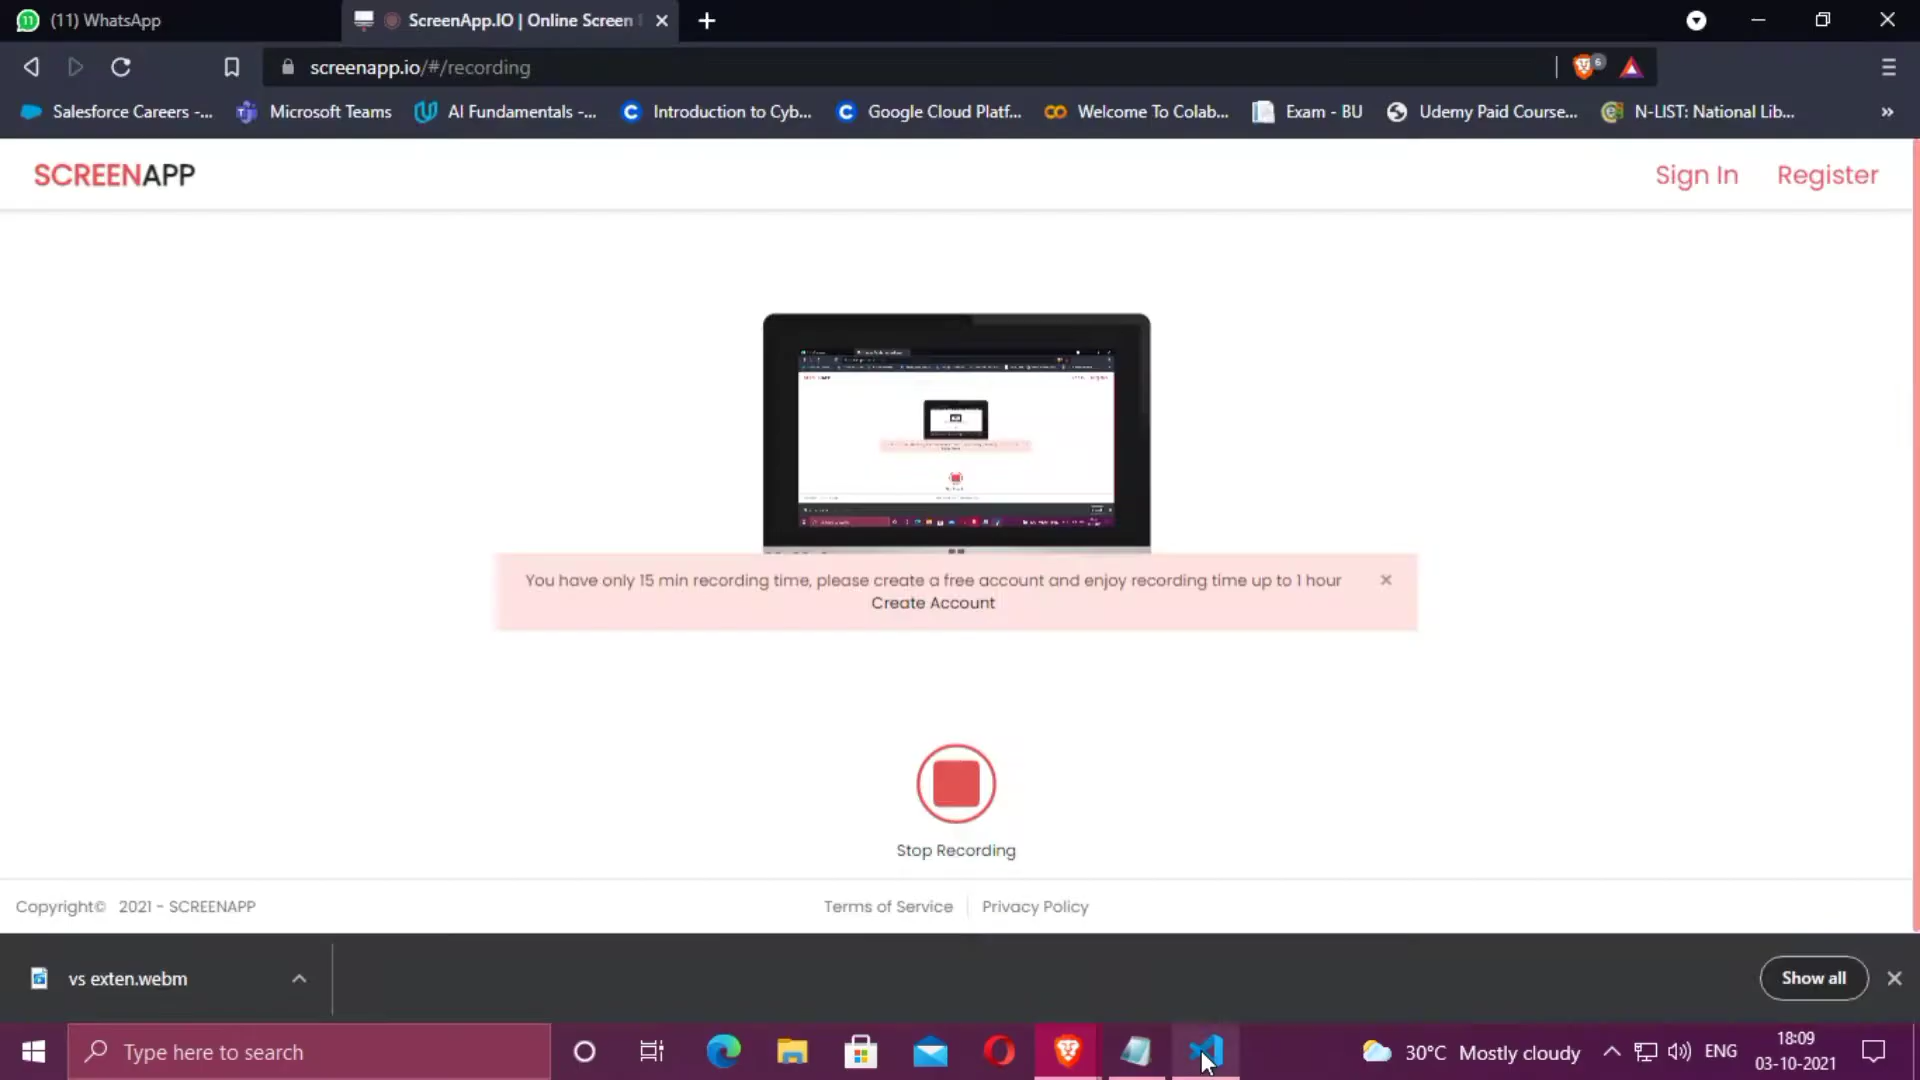 (11) WhatsApp
ScreenApp.IO | Online Screen
screenapp.io/#/recording
6
Salesforce Careers -...
Microsoft Teams
AI Fundamentals -...
Introduction to Cyb...
Google Cloud Platf...
Welcome To Colab...
Exam - BU
Udemy Paid Course...
N-LIST: National Lib...
SCREENAPP
Sign In
Register
You have only 15 min recording time, please create a free account and enjoy recording time up to 1 hour
Create Account
Stop Recording
Copyright© 2021 - SCREENAPP
Terms of Service
Privacy Policy
vs exten.webm
Show all
Type here to search
30°C Mostly cloudy
ENG
18:09
03-10-2021